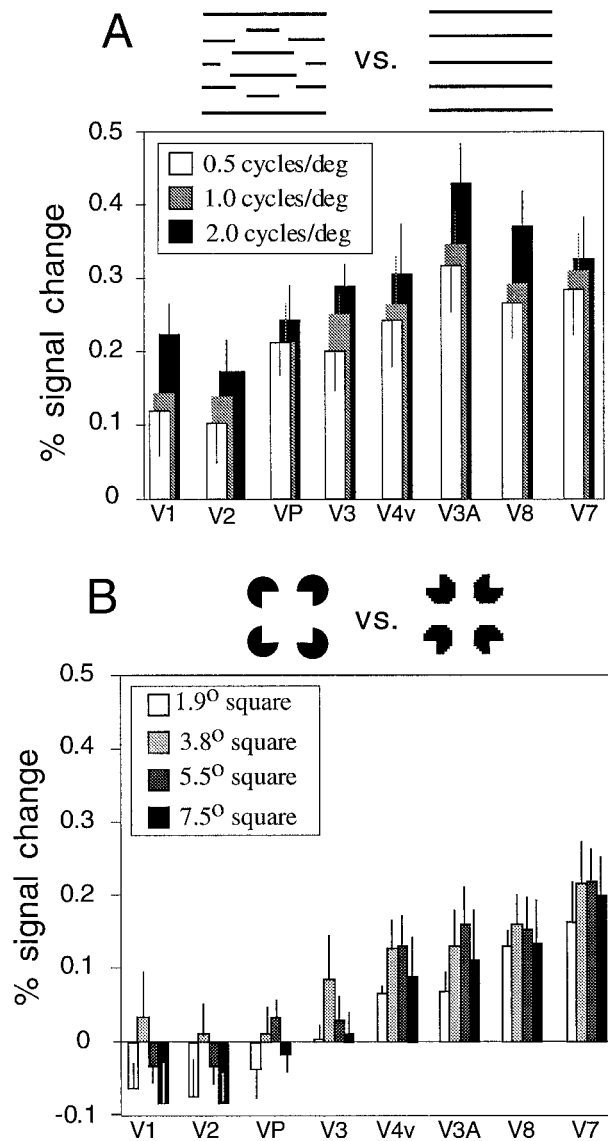 A
vs.
0.5
0.5 cycles/deg
1.0 cycles/deg
2.0 cycles/deg
0.4
0.3
0.2
0.1
0
% signal change
V1 V2 VP V3 V4v V3A V8 V7
B
vs.
0.5
1.9° square
3.8° square
5.5° square
7.5° square
0.4
0.3
0.2
0.1
0
-0.1
% signal change
V1 V2 VP V3 V4v V3A V8 V7